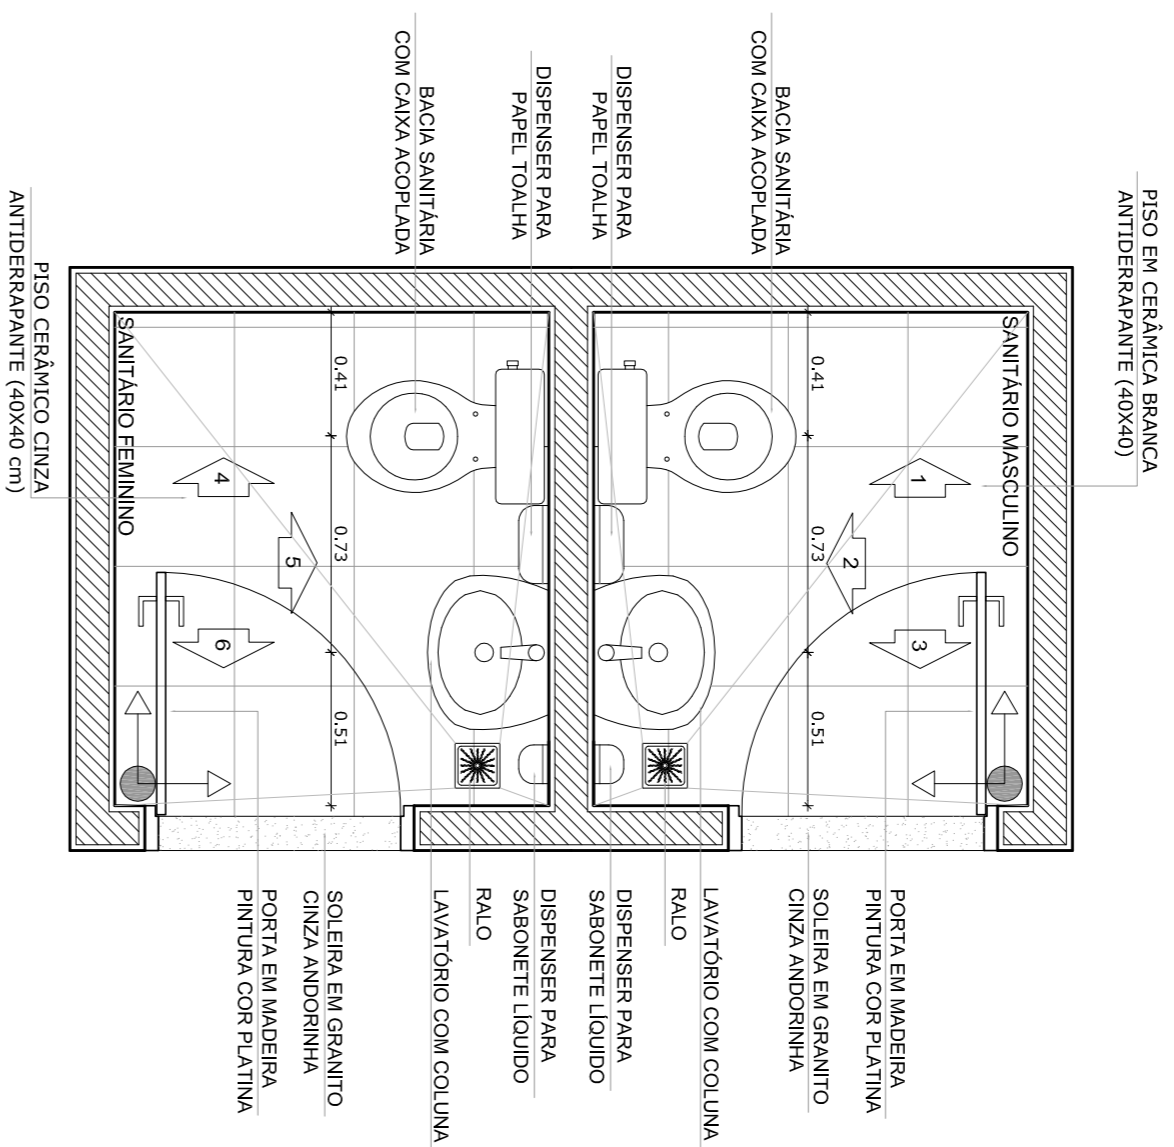 PISO EM CERÂMICA BRANCA
ANTIDERRAPANTE (40X40)
BACIA SANITÁRIA
COM CAIXA ACOPLADA
DISPENSER PARA
PAPEL TOALHA
DISPENSER PARA
PAPEL TOALHA
BACIA SANITÁRIA
COM CAIXA ACOPLADA
PISO CERÂMICO CINZA
ANTIDERRAPANTE (40X40 cm)
SANITÁRIO MASCULINO
0.41
0.73
0.51
1
2
3
SANITÁRIO FEMININO
0.41
0.73
0.51
4
5
6
PORTA EM MADEIRA
PINTURA COR PLATINA
SOLEIRA EM GRANITO
CINZA ANDORINHA
LAVATÓRIO COM COLUNA
RALO
DISPENSER PARA
SABONETE LÍQUIDO
DISPENSER PARA
SABONETE LÍQUIDO
RALO
LAVATÓRIO COM COLUNA
SOLEIRA EM GRANITO
CINZA ANDORINHA
PORTA EM MADEIRA
PINTURA COR PLATINA